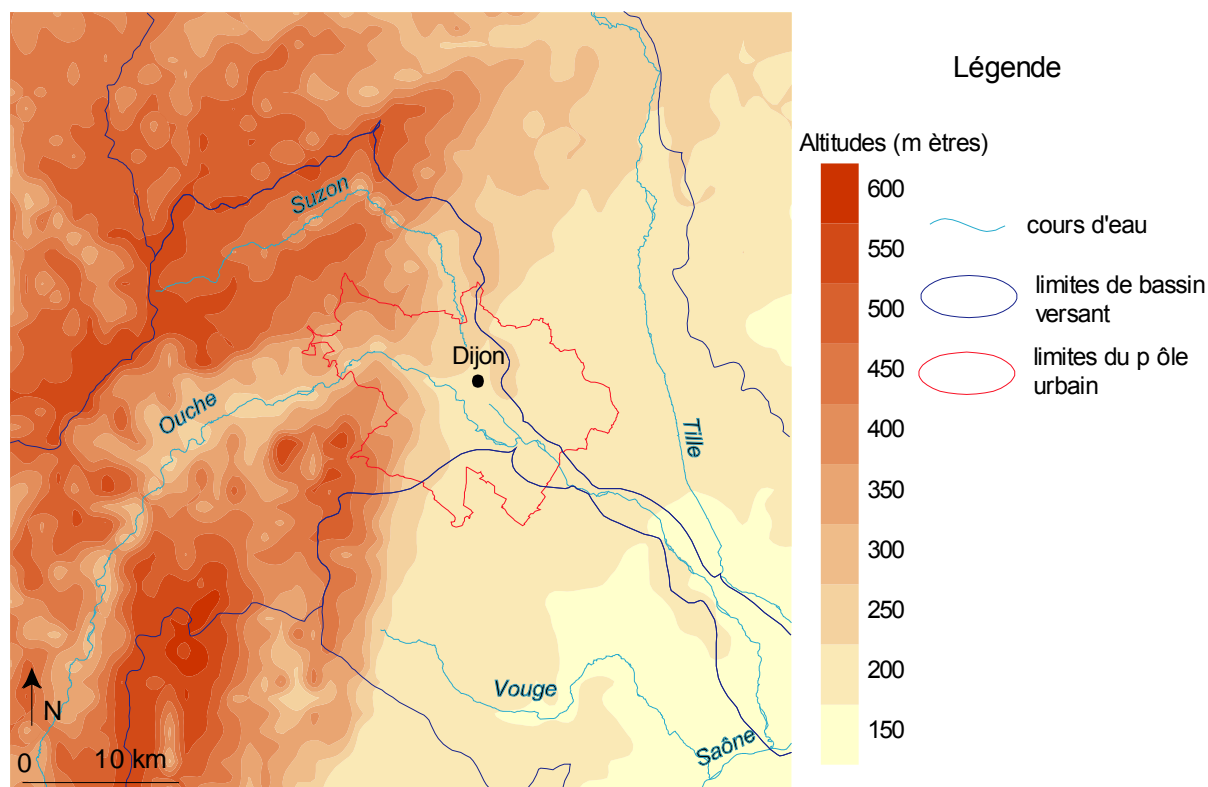 Légende
Altitudes (m ètres)
600
550
500
450
400
350
300
250
200
150
cours d'eau
limites de bassin
versant
limites du p ôle
urbain
Suzon
Dijon
Ouche
Tille
Vouge
Saône
N
0 10 km